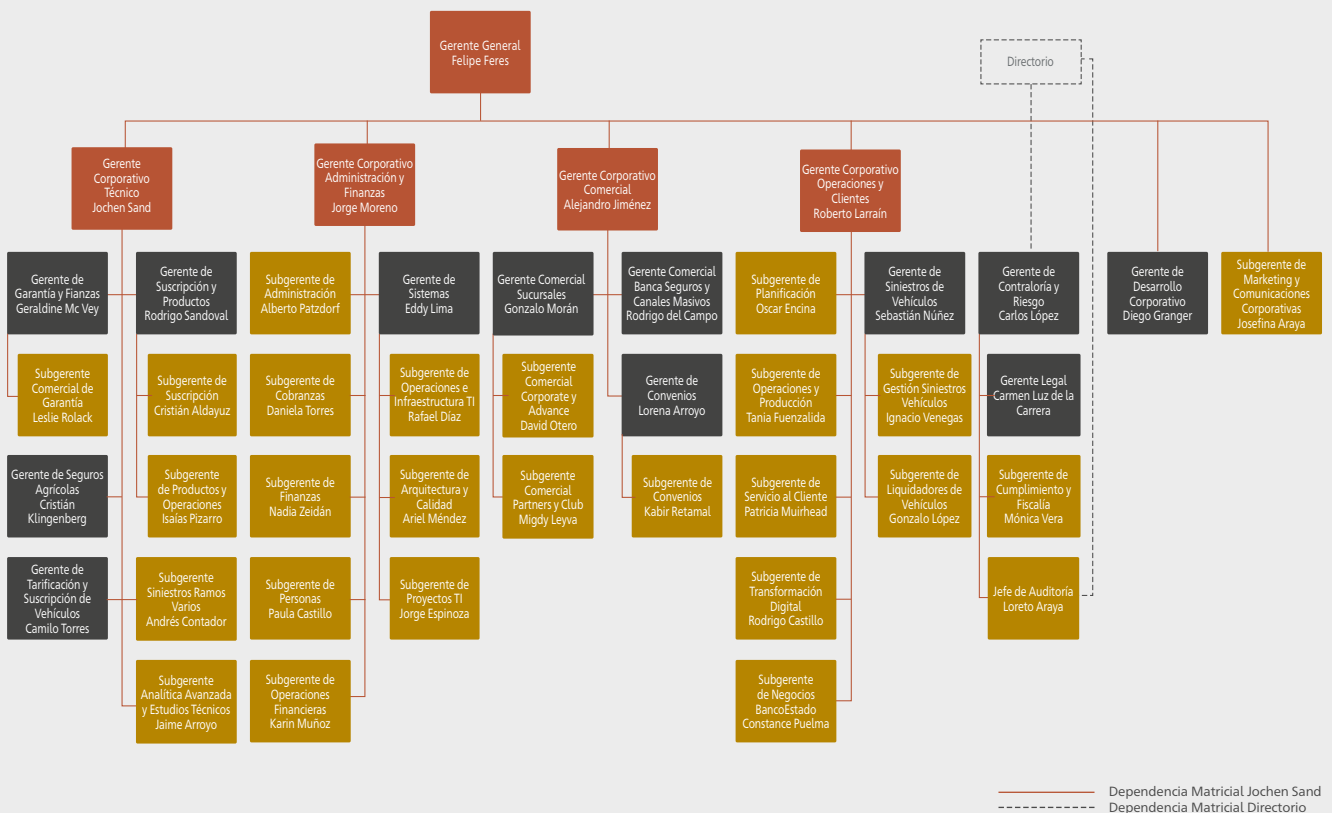 Gerente General
Felipe Feres
Directorio
Gerente
Corporativo
Técnico
Jochen Sand
Gerente Corporativo
Administración y
Finanzas
Jorge Moreno
Gerente Corporativo
Comercial
Alejandro Jiménez
Gerente Corporativo
Operaciones y
Clientes
Roberto Larraín
Gerente de
Garantía y Fianzas
Geraldine Mc Vey
Gerente de
Suscripción y
Productos
Rodrigo Sandoval
Subgerente de
Administración
Alberto Patzdorf
Gerente de
Sistemas
Eddy Lima
Gerente Comercial
Sucursales
Gonzalo Morán
Gerente Comercial
Banca Seguros y
Canales Masivos
Rodrigo del Campo
Subgerente de
Planificación
Oscar Encina
Gerente de
Siniestros de
Vehículos
Sebastián Núñez
Gerente de
Contraloría y
Riesgo
Carlos López
Gerente de
Desarrollo
Corporativo
Diego Granger
Subgerente de
Marketing y
Comunicaciones
Corporativas
Josefina Araya
Subgerente
Comercial de
Garantía
Leslie Rolack
Subgerente de
Suscripción
Cristián Aldayuz
Subgerente de
Cobranzas
Daniela Torres
Subgerente de
Operaciones e
Infraestructura TI
Rafael Díaz
Subgerente
Comercial
Corporate y
Advance
David Otero
Gerente de
Convenios
Lorena Arroyo
Subgerente de
Operaciones y
Producción
Tania Fuenzalida
Subgerente de
Gestión Siniestros
Vehículos
Ignacio Venegas
Gerente Legal
Carmen Luz de la
Carrera
Gerente de Seguros
Agrícolas
Cristián
Klingenberg
Subgerente
de Productos y
Operaciones
Isaías Pizarro
Subgerente de
Finanzas
Nadia Zeidán
Subgerente de
Arquitectura y
Calidad
Ariel Méndez
Subgerente
Comercial
Partners y Club
Migdy Leyva
Subgerente de
Convenios
Kabir Retamal
Subgerente de
Servicio al Cliente
Patricia Muirhead
Subgerente de
Liquidadores de
Vehículos
Gonzalo López
Subgerente de
Cumplimiento y
Fiscalía
Mónica Vera
Gerente de
Tarificación y
Suscripción de
Vehículos
Camilo Torres
Subgerente
Siniestros Ramos
Varios
Andrés Contador
Subgerente de
Personas
Paula Castillo
Subgerente de
Proyectos TI
Jorge Espinoza
Subgerente de
Transformación
Digital
Rodrigo Castillo
Jefe de Auditoría
Loreto Araya
Subgerente
Analítica Avanzada
y Estudios Técnicos
Jaime Arroyo
Subgerente de
Operaciones
Financieras
Karin Muñoz
Subgerente
de Negocios
BancoEstado
Constance Puelma
Dependencia Matricial Jochen Sand
Dependencia Matricial Directorio